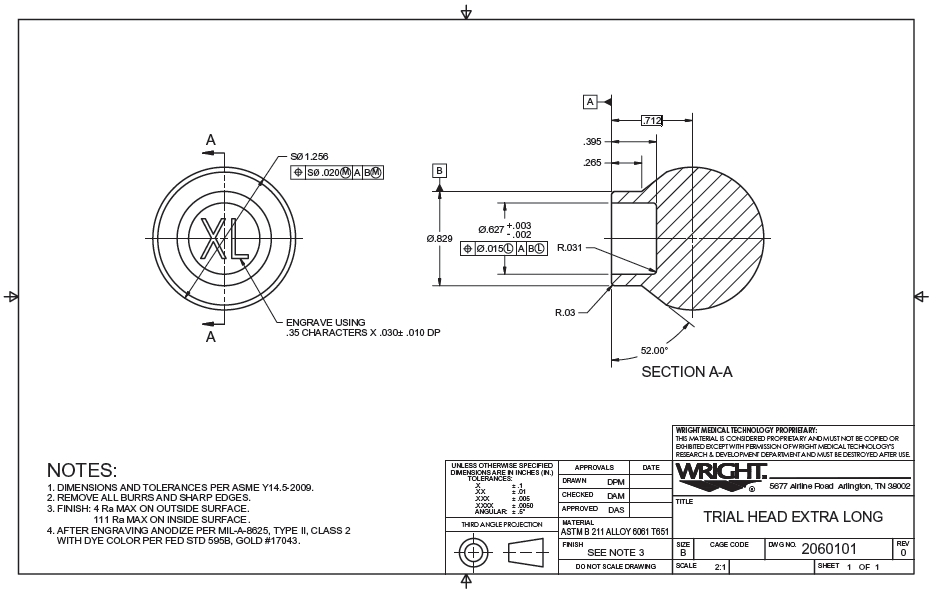 A
SØ1.256
⌖ SØ .020Ⓜ A BⓂ
XL
ENGRAVE USING
.35 CHARACTERS X .030± .010 DP
A
A
.712
.395
.265
B
Ø.829
Ø.627 +.003
-.002
⌖ Ø.015Ⓛ A BⓁ
R.031
R.03
52.00°
SECTION A-A
NOTES:
1. DIMENSIONS AND TOLERANCES PER ASME Y14.5-2009.
2. REMOVE ALL BURRS AND SHARP EDGES.
3. FINISH: 4 Ra MAX ON OUTSIDE SURFACE.
111 Ra MAX ON INSIDE SURFACE.
4. AFTER ENGRAVING ANODIZE PER MIL-A-8625, TYPE II, CLASS 2
WITH DYE COLOR PER FED STD 595B, GOLD #17043.
UNLESS OTHERWISE SPECIFIED
DIMENSIONS ARE IN INCHES (IN.)
TOLERANCES:
.X ± .1
.XX ± .01
.XXX ± .005
.XXXX ± .0050
ANGULAR: ± .5°
THIRD ANGLE PROJECTION
APPROVALS DATE
DRAWN DPM
CHECKED DAM
APPROVED DAS
MATERIAL
ASTM B 211 ALLOY 6061 T651
FINISH
SEE NOTE 3
DO NOT SCALE DRAWING
WRIGHT MEDICAL TECHNOLOGY PROPRIETARY:
THIS MATERIAL IS CONSIDERED PROPRIETARY AND MUST NOT BE COPIED OR
EXHIBITED EXCEPT WITH PERMISSION OF WRIGHT MEDICAL TECHNOLOGY'S
RESEARCH & DEVELOPMENT DEPARTMENT AND MUST BE DESTROYED AFTER USE.
WRIGHT. ®
5677 Airline Road Arlington, TN 38002
TITLE
TRIAL HEAD EXTRA LONG
SIZE B CAGE CODE DWG NO. 2060101 REV 0
SCALE 2:1 SHEET 1 OF 1